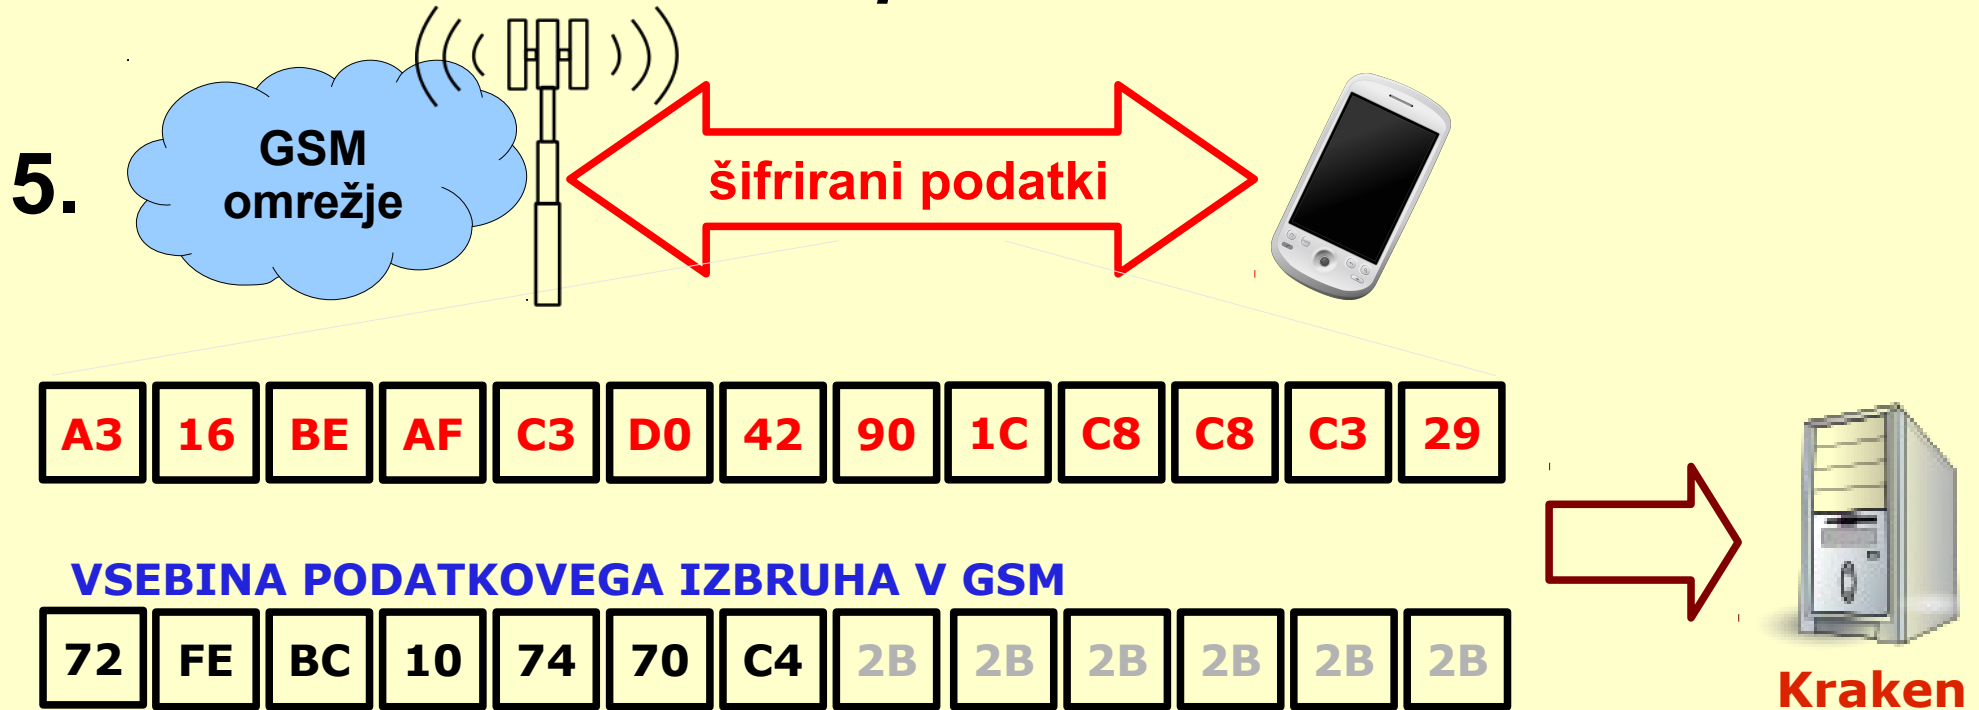 5.
GSM
omrežje
šifrirani podatki
A3 16 BE AF C3 D0 42 90 1C C8 C8 C3 29
VSEBINA PODATKOVEGA IZBRUHA V GSM
72 FE BC 10 74 70 C4 2B 2B 2B 2B 2B 2B
Kraken